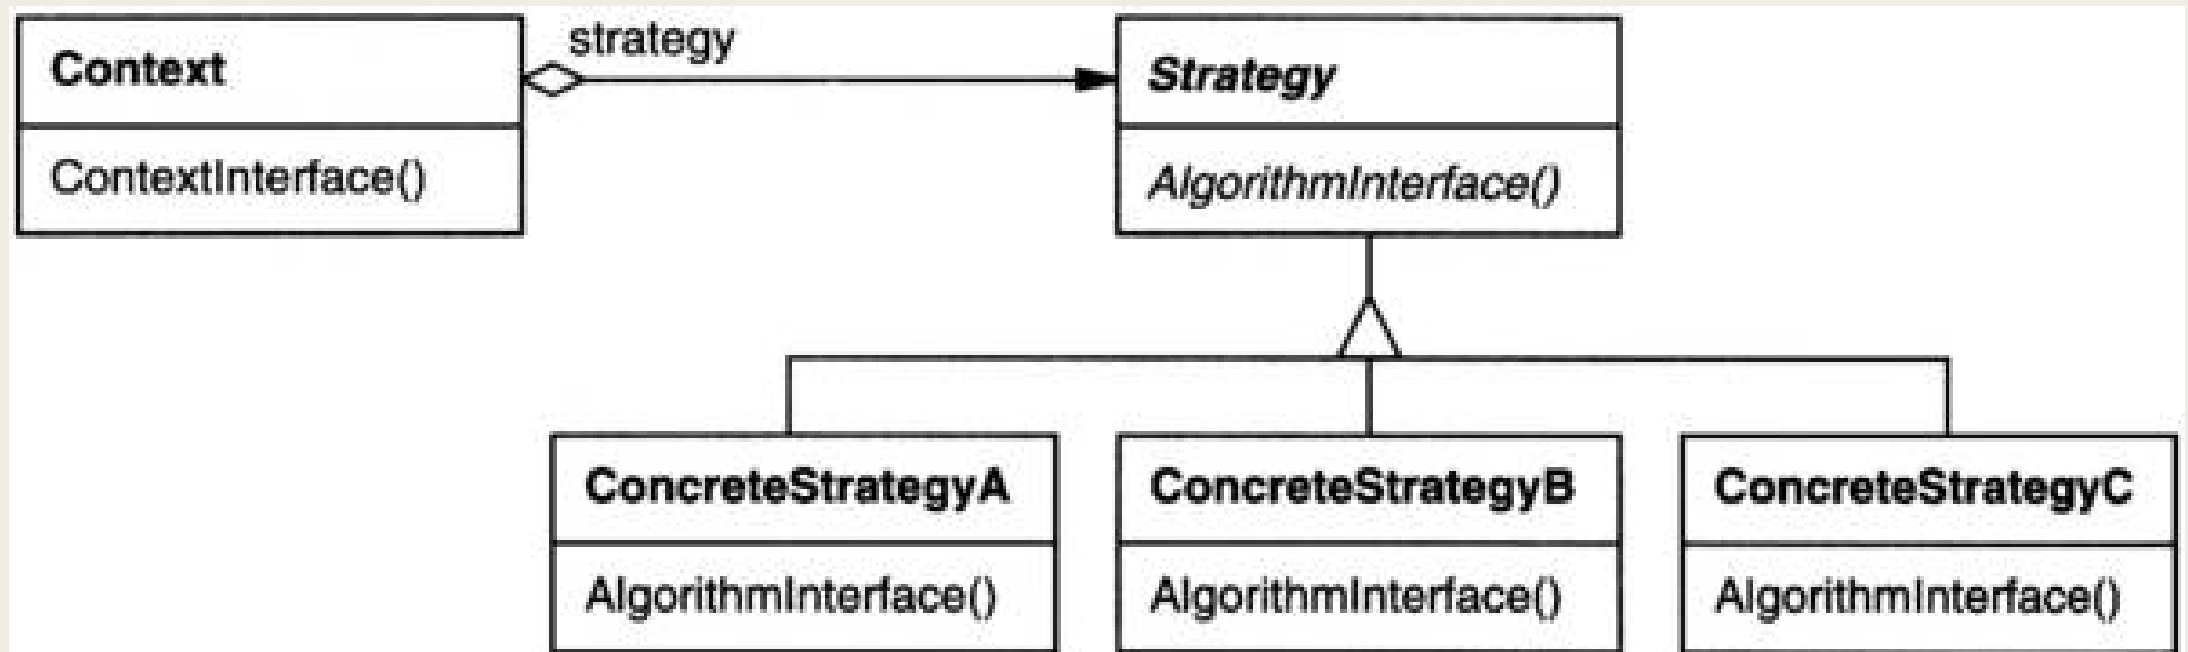 Context
ContextInterface()
strategy
Strategy
AlgorithmInterface()
ConcreteStrategyA
AlgorithmInterface()
ConcreteStrategyB
AlgorithmInterface()
ConcreteStrategyC
AlgorithmInterface()